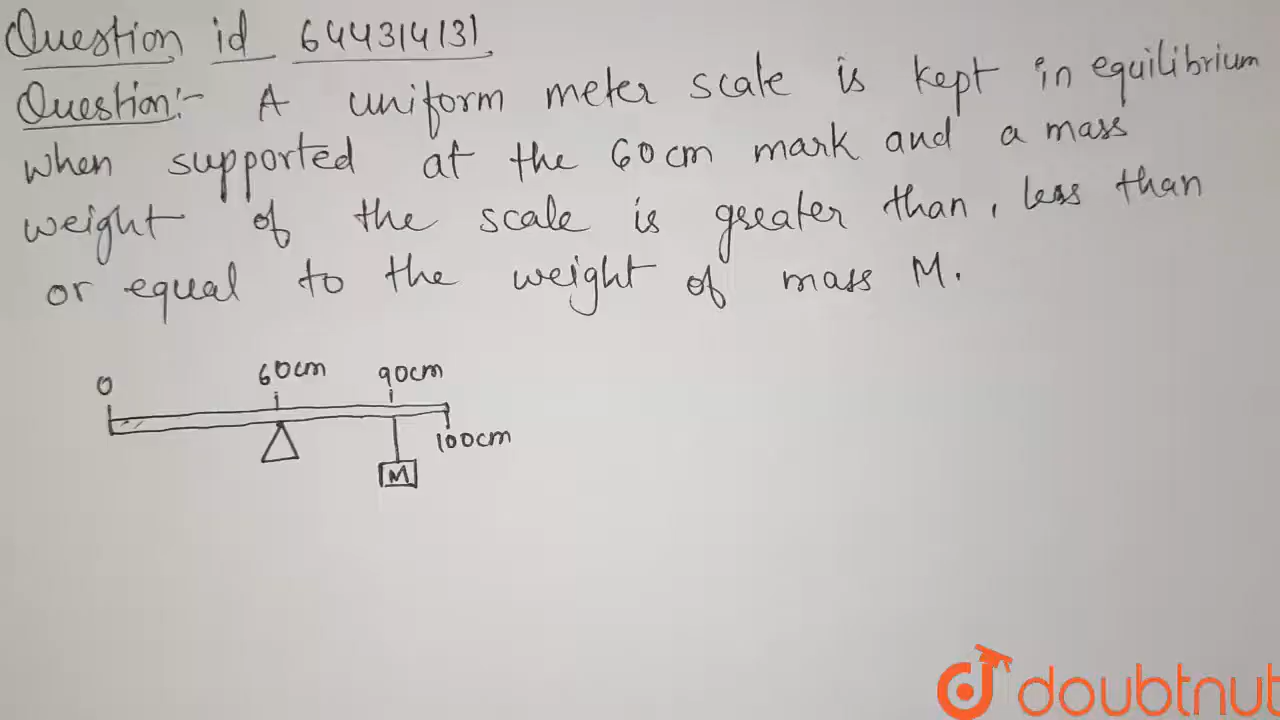 Question id 644314131
Question:- A uniform meter scale is kept in equilibrium
when supported at the 60cm mark and a mass
weight of the scale is greater than, less than
or equal to the weight of mass M.
0 60cm 90cm
100cm
M
doubtnut